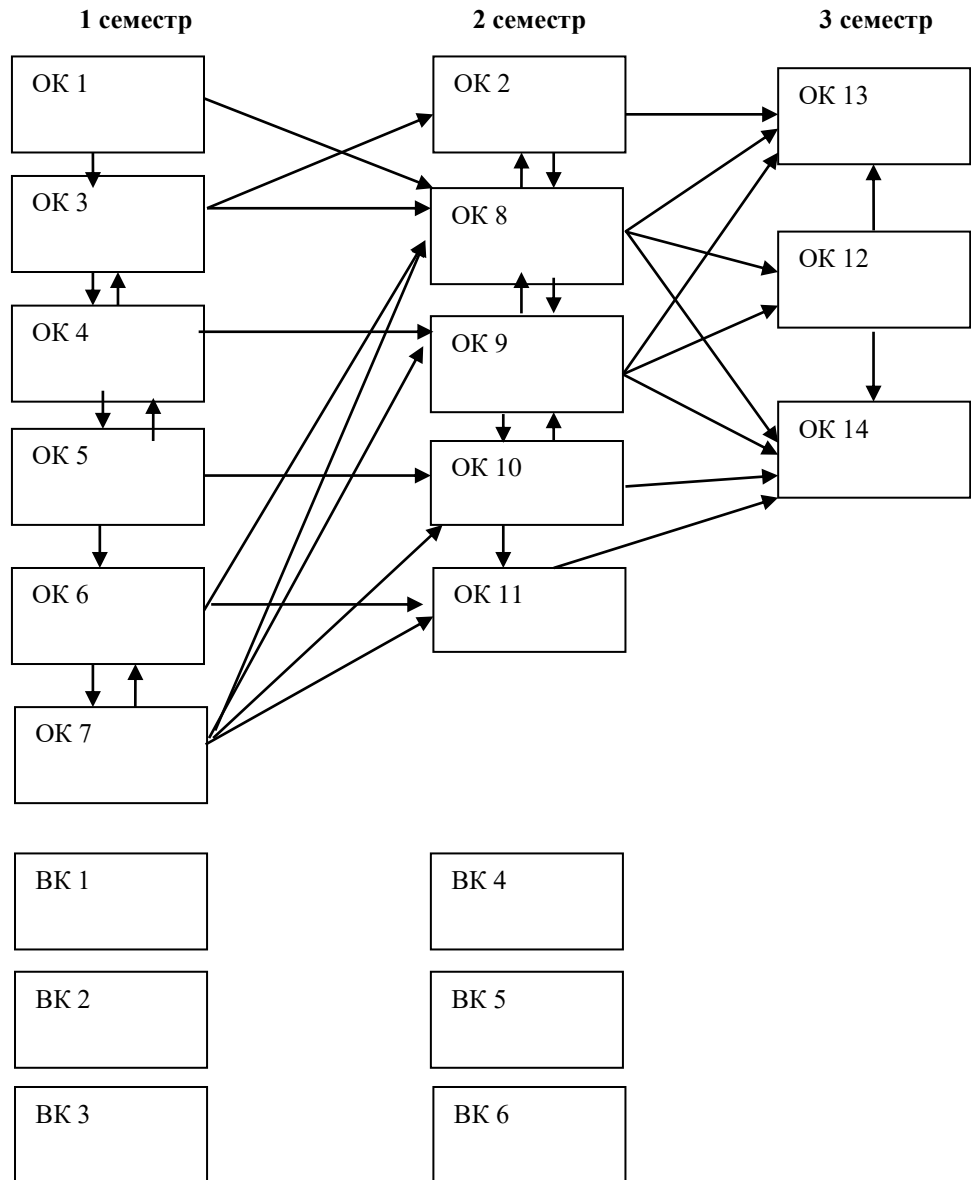 1 семестр
2 семестр
3 семестр
ОК 1
ОК 2
ОК 13
ОК 3
ОК 8
ОК 12
ОК 4
ОК 9
ОК 14
ОК 5
ОК 10
ОК 6
ОК 11
ОК 7
ВК 1
ВК 4
ВК 2
ВК 5
ВК 3
ВК 6